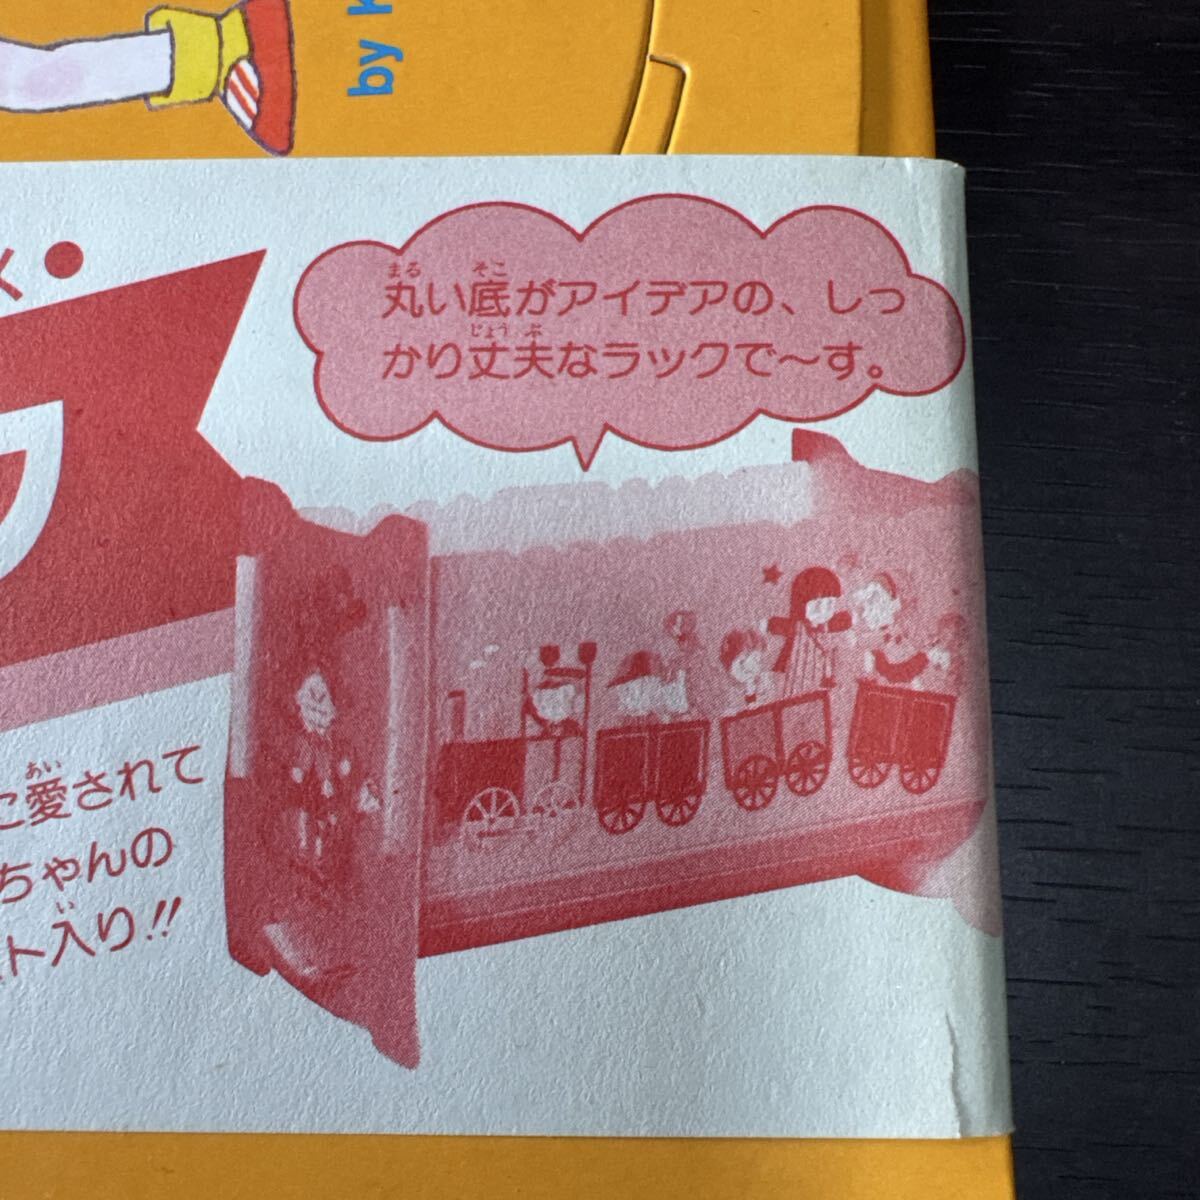 by
丸い底がアイデアの、しっ
かり丈夫なラックで〜す。
に愛されて
ちゃんの
ト入り!!